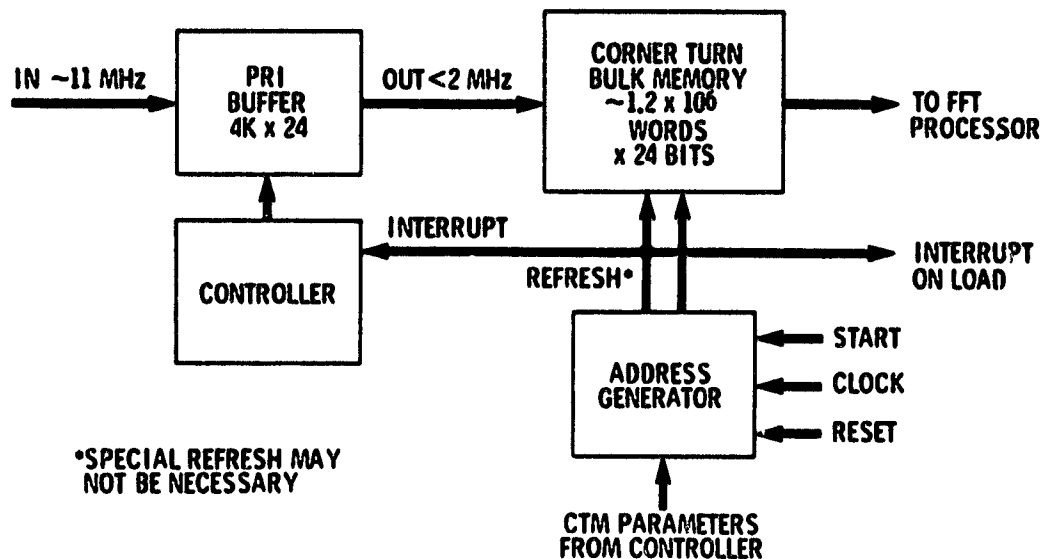 IN ~11 MHz
PRI
BUFFER
4K x 24
OUT <2 MHz
CORNER TURN
BULK MEMORY
~1.2 x 10⁶
WORDS
x 24 BITS
TO FFT
PROCESSOR
CONTROLLER
INTERRUPT
REFRESH*
INTERRUPT
ON LOAD
ADDRESS
GENERATOR
START
CLOCK
RESET
*SPECIAL REFRESH MAY
NOT BE NECESSARY
CTM PARAMETERS
FROM CONTROLLER